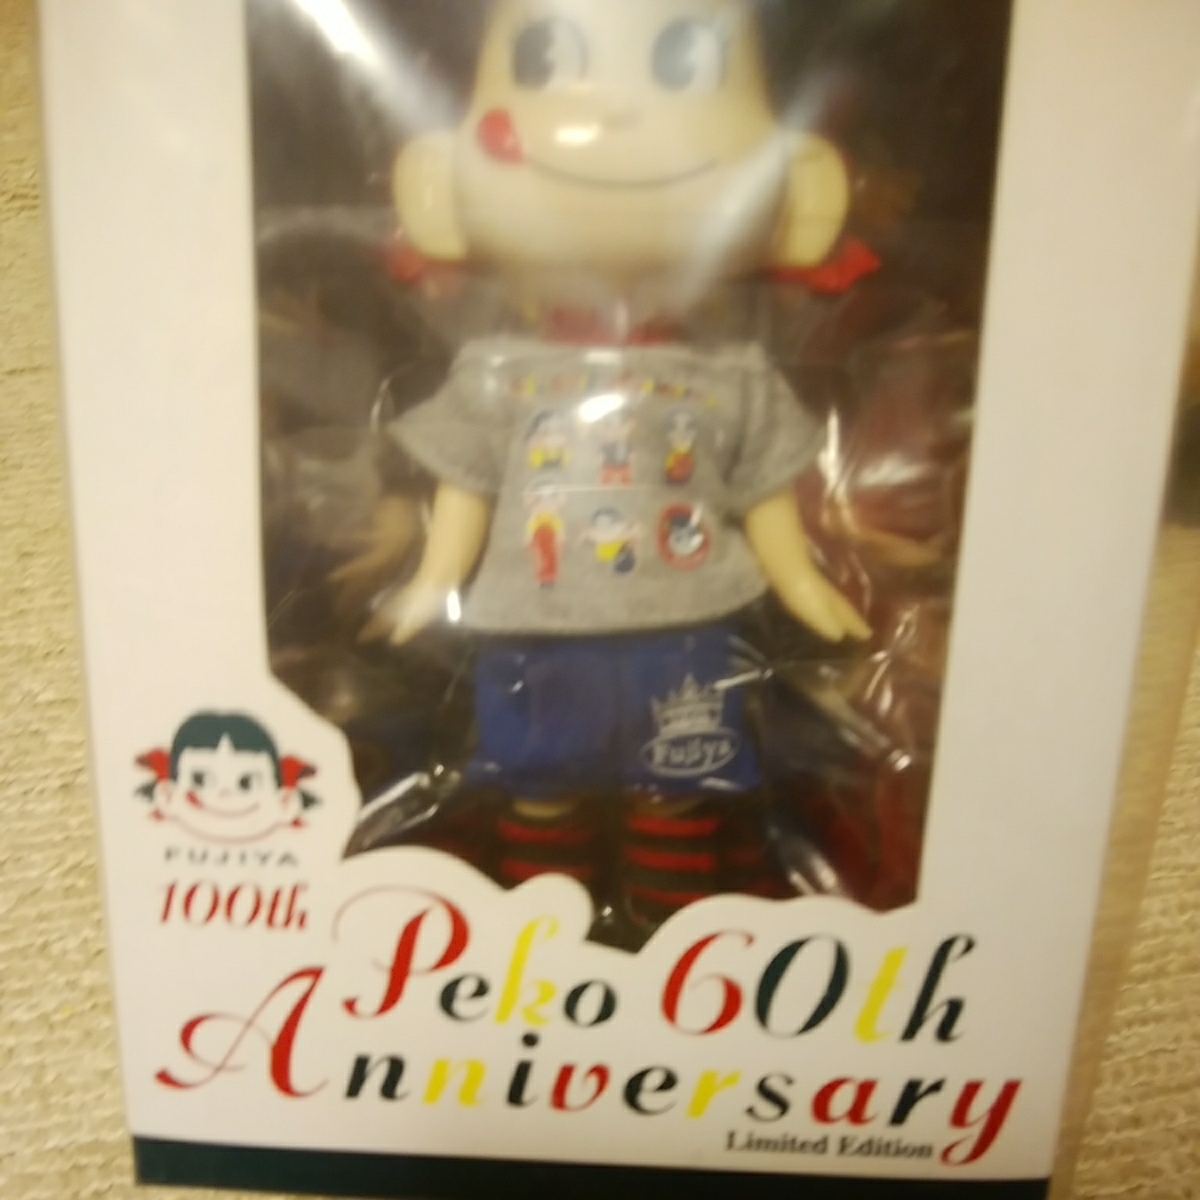 Fujiya
FUJIYA
100th
Peko 60th
Anniversary
Limited Edition